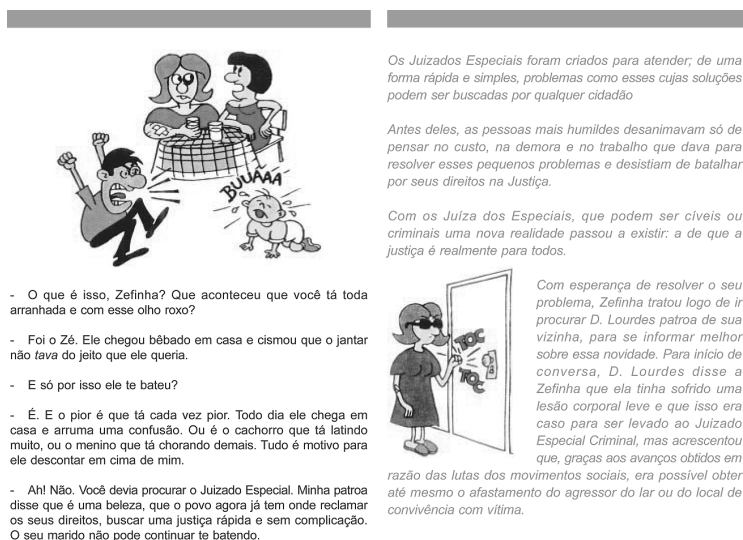 BUUÁÁÁ
- O que é isso, Zefinha? Que aconteceu que você tá toda
arranhada e com esse olho roxo?
- Foi o Zé. Ele chegou bêbado em casa e cismou que o jantar
não tava do jeito que ele queria.
- E só por isso ele te bateu?
- É. E o pior é que tá cada vez pior. Todo dia ele chega em
casa e arruma uma confusão. Ou é o cachorro que tá latindo
muito, ou o menino que tá chorando demais. Tudo é motivo para
ele descontar em cima de mim.
- Ah! Não. Você devia procurar o Juizado Especial. Minha patroa
disse que é uma beleza, que o povo agora já tem onde reclamar
os seus direitos, buscar uma justiça rápida e sem complicação.
O seu marido não pode continuar te batendo.
Os Juizados Especiais foram criados para atender; de uma
forma rápida e simples, problemas como esses cujas soluções
podem ser buscadas por qualquer cidadão
Antes deles, as pessoas mais humildes desanimavam só de
pensar no custo, na demora e no trabalho que dava para
resolver esses pequenos problemas e desistiam de batalhar
por seus direitos na Justiça.
Com os Juíza dos Especiais, que podem ser cíveis ou
criminais uma nova realidade passou a existir: a de que a
justiça é realmente para todos.
TOC
TOC
Com esperança de resolver o seu
problema, Zefinha tratou logo de ir
procurar D. Lourdes patroa de sua
vizinha, para se informar melhor
sobre essa novidade. Para início de
conversa, D. Lourdes disse a
Zefinha que ela tinha sofrido uma
lesão corporal leve e que isso era
caso para ser levado ao Juizado
Especial Criminal, mas acrescentou
que, graças aos avanços obtidos em
razão das lutas dos movimentos sociais, era possível obter
até mesmo o afastamento do agressor do lar ou do local de
convivência com vítima.